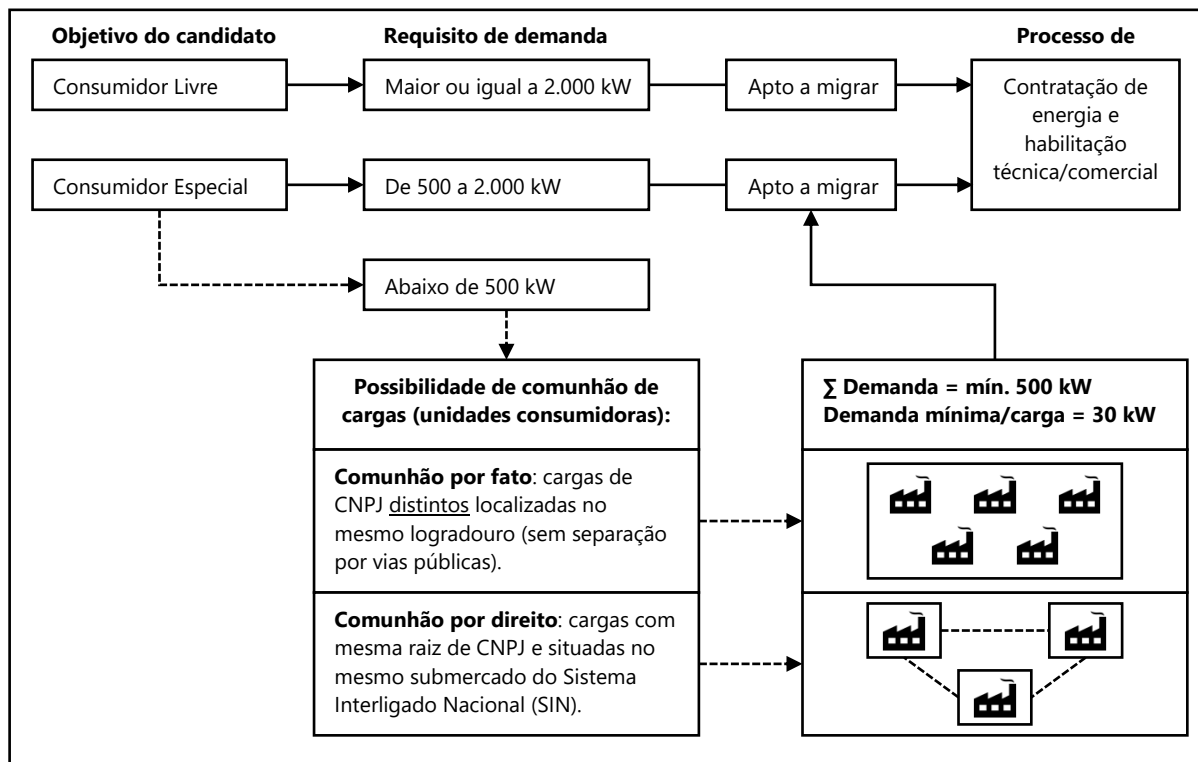 Objetivo do candidato
Requisito de demanda
Processo de
Consumidor Livre
Maior ou igual a 2.000 kW
Apto a migrar
Contratação de
energia e
habilitação
técnica/comercial
Consumidor Especial
De 500 a 2.000 kW
Apto a migrar
Abaixo de 500 kW
Possibilidade de comunhão de
cargas (unidades consumidoras):
∑ Demanda = mín. 500 kW
Demanda mínima/carga = 30 kW
Comunhão por fato: cargas de
CNPJ distintos localizadas no
mesmo logradouro (sem separação
por vias públicas).
Comunhão por direito: cargas com
mesma raiz de CNPJ e situadas no
mesmo submercado do Sistema
Interligado Nacional (SIN).